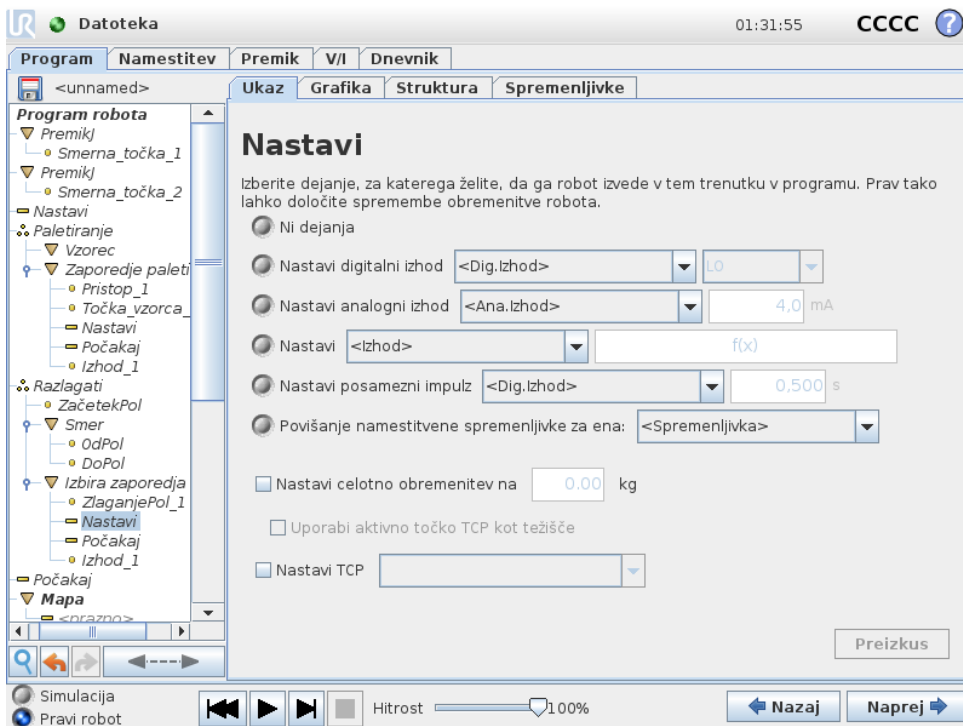 UR Datoteka 01:31:55 CCCC ?
Program Namestitev Premik V/I Dnevnik
<unnamed>
Ukaz Grafika Struktura Spremenljivke
Program robota
PremikJ
Smerna_točka_1
PremikJ
Smerna_točka_2
Nastavi
Paletiranje
Vzorec
Zaporedje paleti
Pristop_1
Točka_vzorca_
Nastavi
Počakaj
Izhod_1
Razlagati
ZačetekPol
Smer
OdPol
DoPol
Izbira zaporedja
ZlaganjePol_1
Nastavi
Počakaj
Izhod_1
Počakaj
Mapa
<prazno>
Nastavi
Izberite dejanje, za katerega želite, da ga robot izvede v tem trenutku v programu. Prav tako
lahko določite spremembe obremenitve robota.
Ni dejanja
Nastavi digitalni izhod <Dig.Izhod> LO
Nastavi analogni izhod <Ana.Izhod> 4,0 mA
Nastavi <Izhod> f(x)
Nastavi posamezni impulz <Dig.Izhod> 0,500 s
Povišanje namestitvene spremenljivke za ena: <Spremenljivka>
Nastavi celotno obremenitev na 0.00 kg
Uporabi aktivno točko TCP kot težišče
Nastavi TCP
Preizkus
Simulacija
Pravi robot
Hitrost 100%
Nazaj Naprej